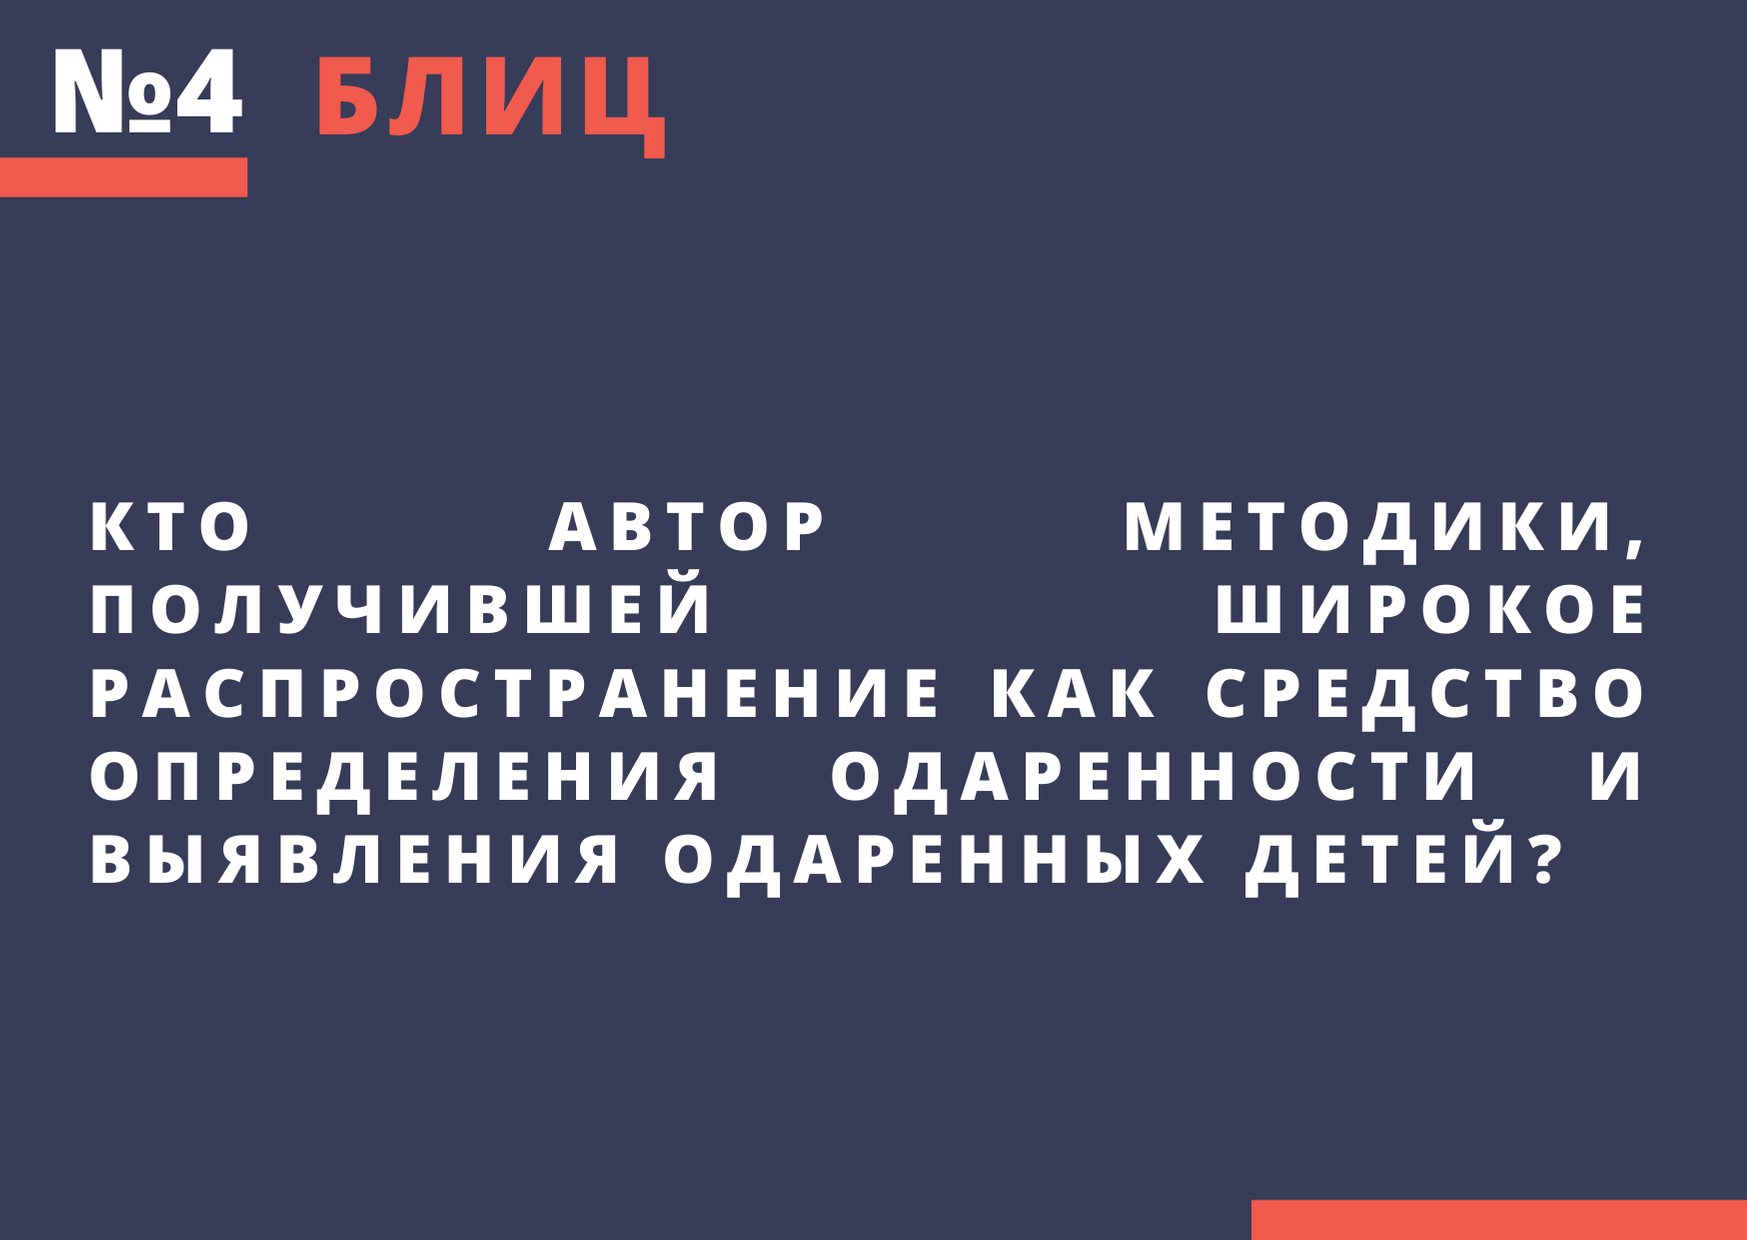 №4 БЛИЦ
КТО АВТОР МЕТОДИКИ,
ПОЛУЧИВШЕЙ ШИРОКОЕ
РАСПРОСТРАНЕНИЕ КАК СРЕДСТВО
ОПРЕДЕЛЕНИЯ ОДАРЕННОСТИ И
ВЫЯВЛЕНИЯ ОДАРЕННЫХ ДЕТЕЙ?